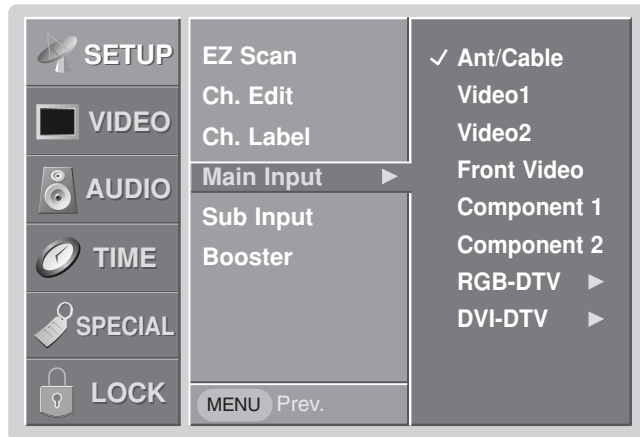 SETUP
VIDEO
AUDIO
TIME
SPECIAL
LOCK
EZ Scan
Ch. Edit
Ch. Label
Main Input ►
Sub Input
Booster
MENU Prev.
✓ Ant/Cable
Video1
Video2
Front Video
Component 1
Component 2
RGB-DTV ►
DVI-DTV ►